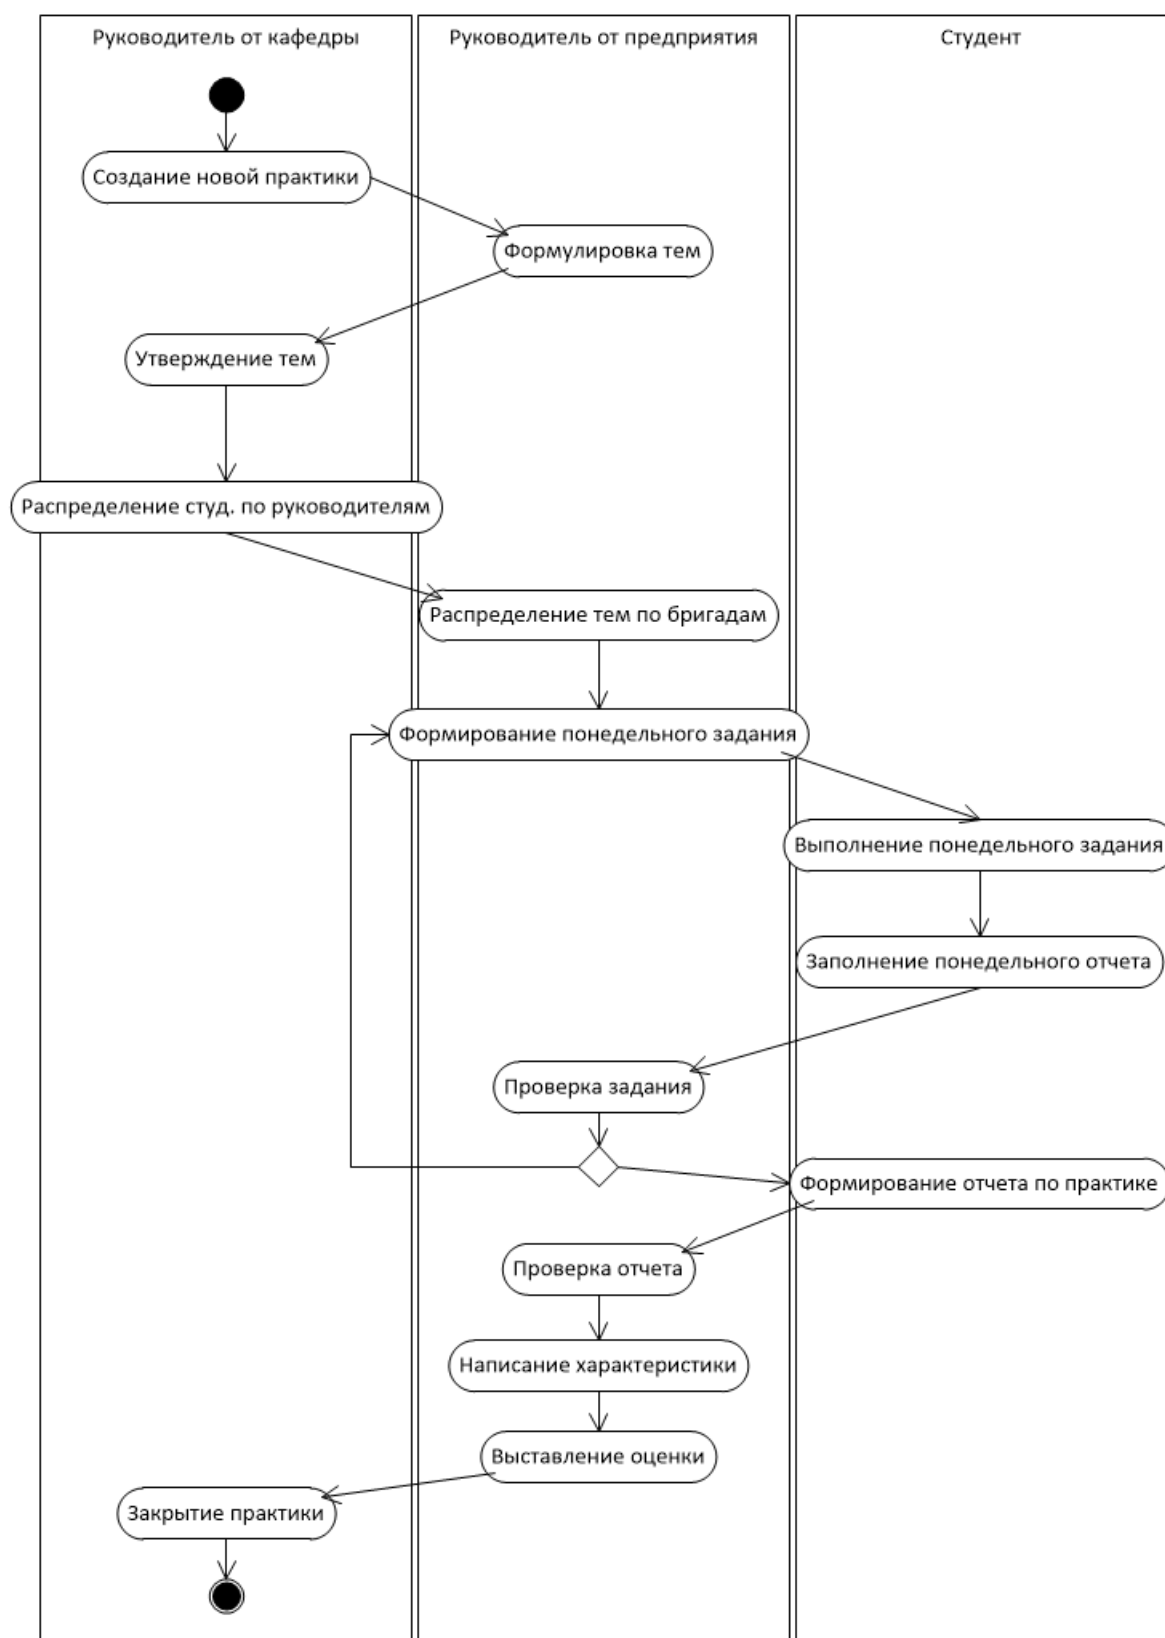 Руководитель от кафедры
Руководитель от предприятия
Студент
Создание новой практики
Формулировка тем
Утверждение тем
Распределение студ. по руководителям
Распределение тем по бригадам
Формирование понедельного задания
Выполнение понедельного задания
Заполнение понедельного отчета
Проверка задания
Формирование отчета по практике
Проверка отчета
Написание характеристики
Выставление оценки
Закрытие практики